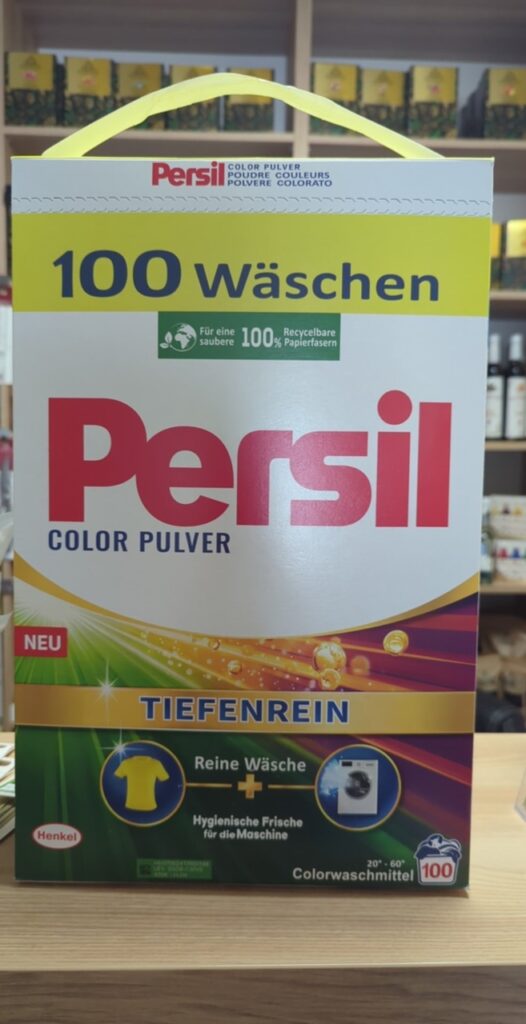 Persil COLOR PULVER
POUDRE COULEURS
POLVERE COLORATO
100 Wäschen
Für eine
saubere
100%
Recycelbare
Papierfasern
Persil
COLOR PULVER
NEU
TIEFENREIN
Reine Wäsche
+
Hygienische Frische
für die Maschine
Henkel
20° - 60°
Colorwaschmittel
100